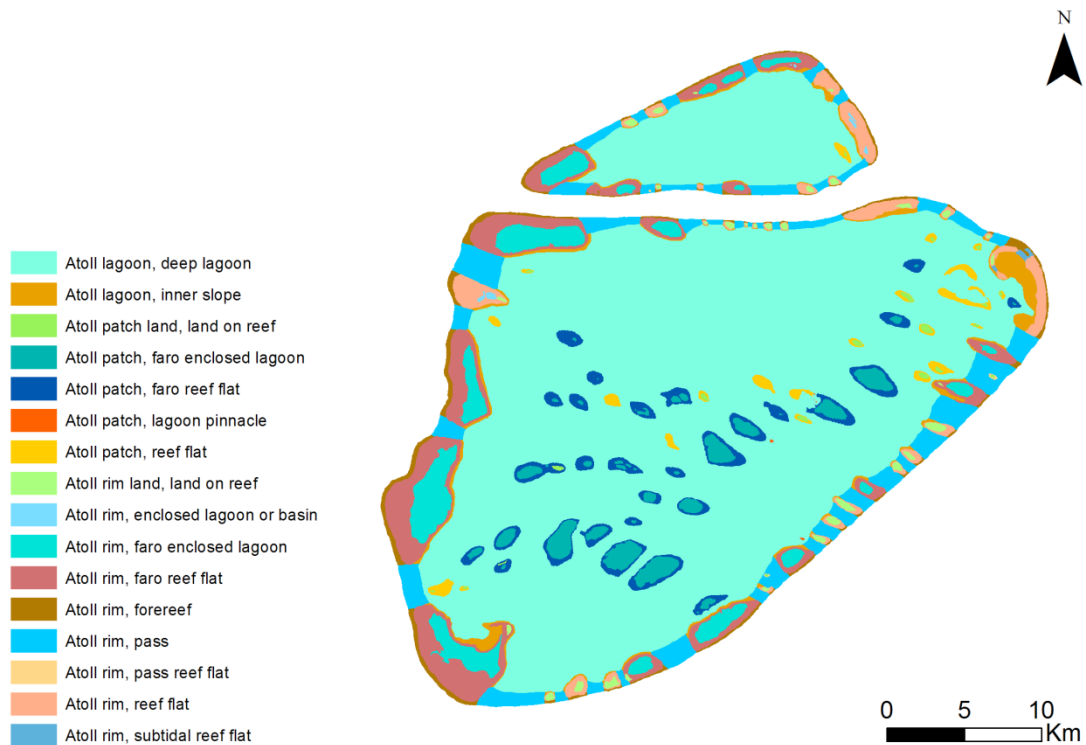 N
Atoll lagoon, deep lagoon
Atoll lagoon, inner slope
Atoll patch land, land on reef
Atoll patch, faro enclosed lagoon
Atoll patch, faro reef flat
Atoll patch, lagoon pinnacle
Atoll patch, reef flat
Atoll rim land, land on reef
Atoll rim, enclosed lagoon or basin
Atoll rim, faro enclosed lagoon
Atoll rim, faro reef flat
Atoll rim, forereef
Atoll rim, pass
Atoll rim, pass reef flat
Atoll rim, reef flat
Atoll rim, subtidal reef flat
0 5 10
Km